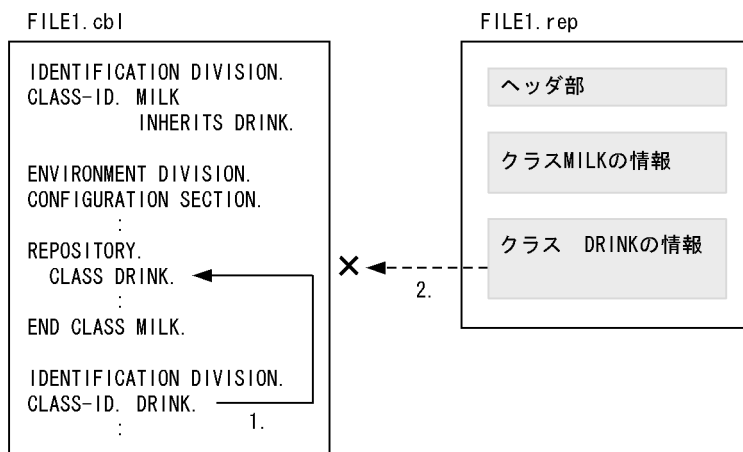 FILE1.cbl
IDENTIFICATION DIVISION.
CLASS-ID. MILK
INHERITS DRINK.
ENVIRONMENT DIVISION.
CONFIGURATION SECTION.
:
REPOSITORY.
CLASS DRINK.
:
END CLASS MILK.
IDENTIFICATION DIVISION.
CLASS-ID. DRINK.
:
1.
×
2.
FILE1.rep
ヘッダ部
クラスMILKの情報
クラス　DRINKの情報